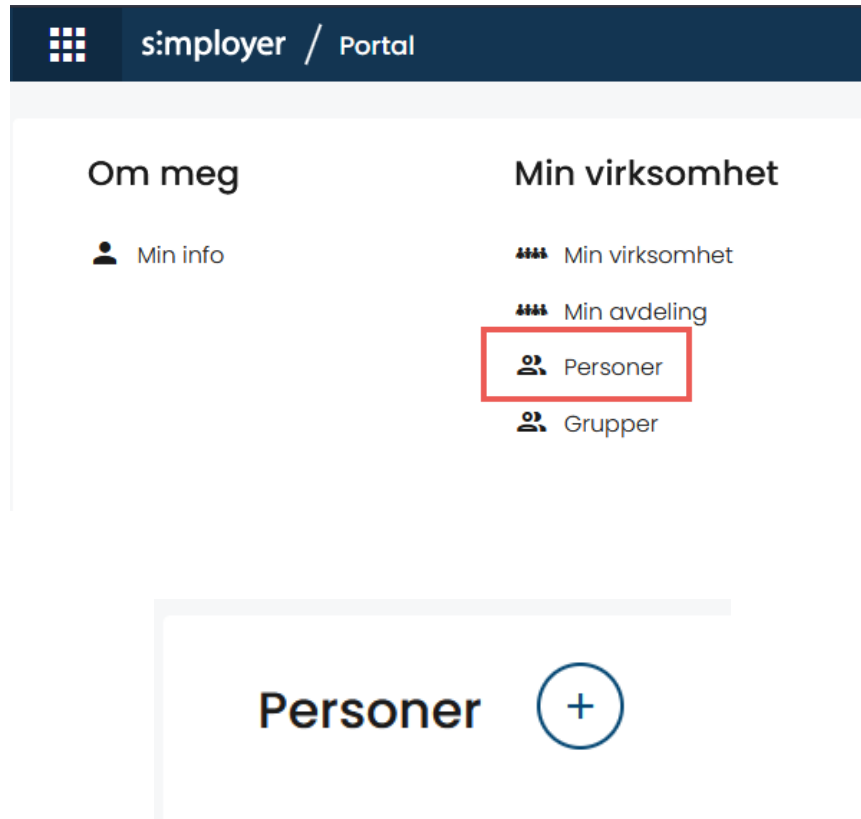 s:mployer / Portal
Om meg
Min info
Min virksomhet
Min virksomhet
Min avdeling
Personer
Grupper
Personer +